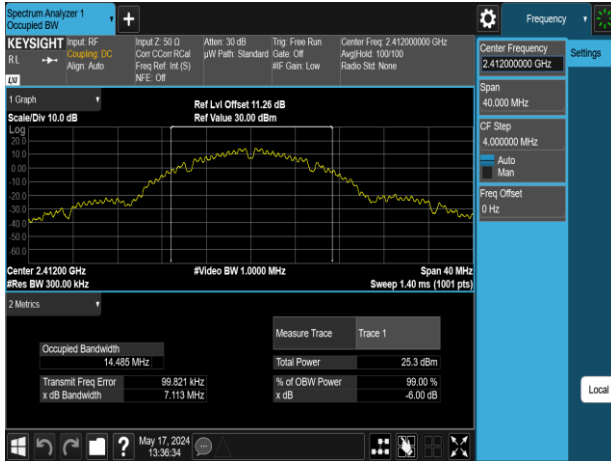 Spectrum Analyzer 1
Occupied BW
Frequency
KEYSIGHT
Input: RF
Input Z: 50 Ω
Atten: 30 dB
Trig: Free Run
Center Freq: 2.412000000 GHz
RL
Coupling: DC
Corr CCorr RCal
µW Path: Standard
Gate: Off
Avg|Hold: 100/100
Align: Auto
Freq Ref: Int (S)
#IF Gain: Low
Radio Std: None
NFE: Off
LXI
Center Frequency
2.412000000 GHz
Settings
Span
40.000 MHz
CF Step
4.000000 MHz
Auto
Man
Freq Offset
0 Hz
Local
1 Graph
Ref Lvl Offset 11.26 dB
Scale/Div 10.0 dB
Ref Value 30.00 dBm
Log
20.0
10.0
0.00
-10.0
-20.0
-30.0
-40.0
-50.0
-60.0
Center 2.41200 GHz
#Video BW 1.0000 MHz
Span 40 MHz
#Res BW 300.00 kHz
Sweep 1.40 ms (1001 pts)
2 Metrics
Measure Trace
Trace 1
Occupied Bandwidth
14.485 MHz
Total Power
25.3 dBm
Transmit Freq Error
99.821 kHz
% of OBW Power
99.00 %
x dB Bandwidth
7.113 MHz
x dB
-6.00 dB
May 17, 2024
13:36:34